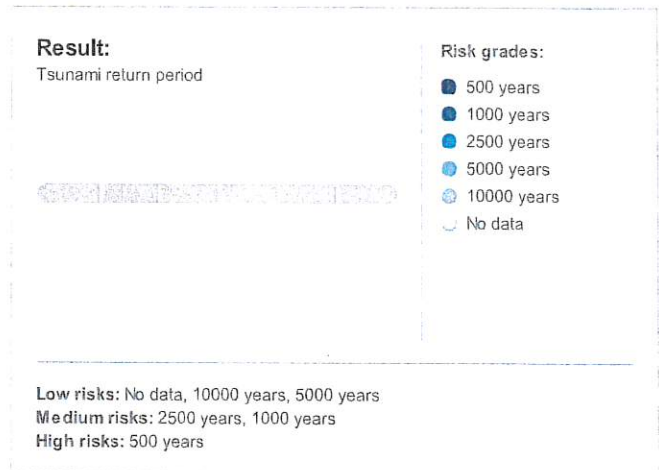 Result:
Tsunami return period
Risk grades:
500 years
1000 years
2500 years
5000 years
10000 years
No data
Low risks: No data, 10000 years, 5000 years
Medium risks: 2500 years, 1000 years
High risks: 500 years